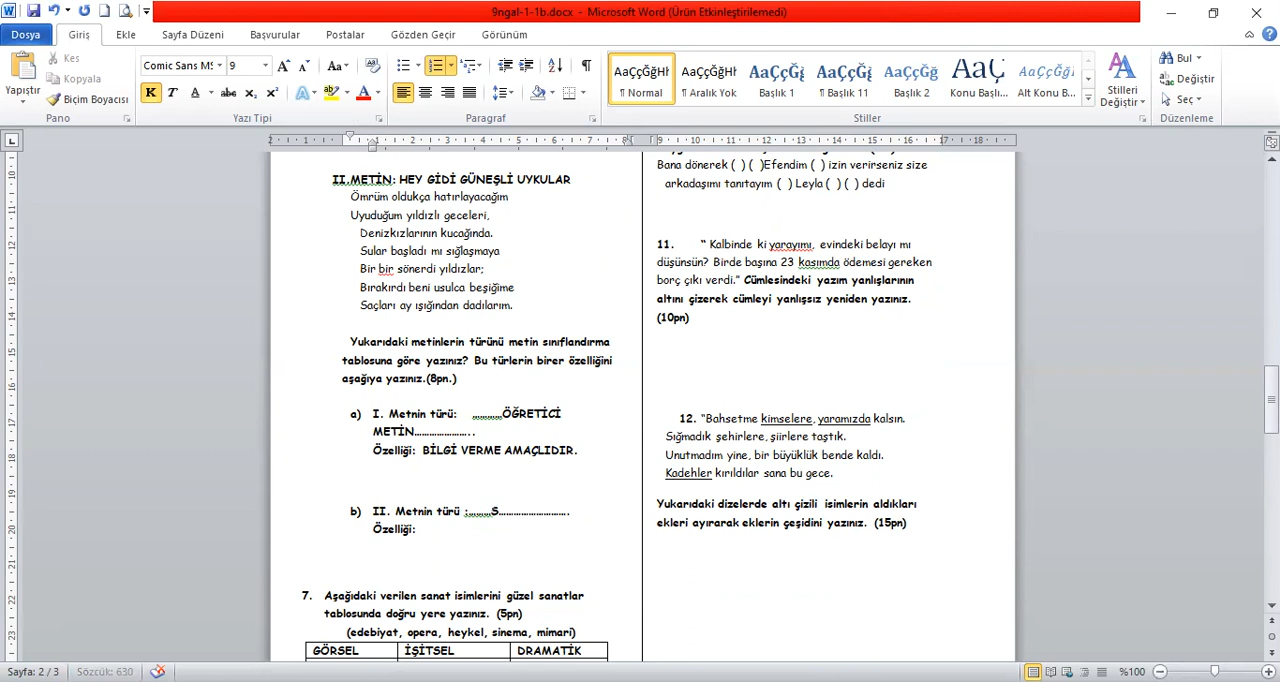 9ngal-1-1b.docx - Microsoft Word (Ürün Etkinleştirilemedi)
Dosya Giriş Ekle Sayfa Düzeni Başvurular Postalar Gözden Geçir Görünüm
Yapıştır
Kes
Kopyala
Biçim Boyacısı
Pano
Comic Sans MS 9
Yazı Tipi
Paragraf
AaÇçĞğHł AaÇçĞğHł AaÇçĞğ AaÇçĞğ AaÇçĞğ AaÇç AaÇçĞğl
¶ Normal ¶ Aralık Yok Başlık 1 ¶ Başlık 11 Başlık 2 Konu Başlı... Alt Konu B...
Stilleri Değiştir
Stiller
Bul
Değiştir
Seç
Düzenleme
II.METİN: HEY GİDİ GÜNEŞLİ UYKULAR
Ömrüm oldukça hatırlayacağım
Uyuduğum yıldızlı geceleri,
Denizkızlarının kucağında.
Sular başladı mı sığlaşmaya
Bir bir sönerdi yıldızlar;
Bırakırdı beni usulca beşiğime
Saçları ay ışığından dadılarım.
Yukarıdaki metinlerin türünü metin sınıflandırma
tablosuna göre yazınız? Bu türlerin birer özelliğini
aşağıya yazınız.(8pn.)
a) I. Metnin türü: …………ÖĞRETİCİ
METİN…………………..
Özelliği: BİLGİ VERME AMAÇLIDIR.
b) II. Metnin türü :………S……………………….
Özelliği:
7. Aşağıdaki verilen sanat isimlerini güzel sanatlar
tablosunda doğru yere yazınız. (5pn)
(edebiyat, opera, heykel, sinema, mimari)
GÖRSEL İŞİTSEL DRAMATİK
Bana dönerek ( ) ( )Efendim ( ) izin verirseniz size
arkadaşımı tanıtayım ( ) Leyla ( ) ( ) dedi
11. “ Kalbinde ki yarayımı, evindeki belayı mı
düşünsün? Birde başına 23 kasımda ödemesi gereken
borç çıkı verdi.” Cümlesindeki yazım yanlışlarının
altını çizerek cümleyi yanlışsız yeniden yazınız.
(10pn)
12. “Bahsetme kimselere, yaramızda kalsın.
Sığmadık şehirlere, şiirlere taştık.
Unutmadım yine, bir büyüklük bende kaldı.
Kadehler kırıldılar sana bu gece.
Yukarıdaki dizelerde altı çizili isimlerin aldıkları
ekleri ayırarak eklerin çeşidini yazınız. (15pn)
Sayfa: 2 / 3 Sözcük: 630 %100